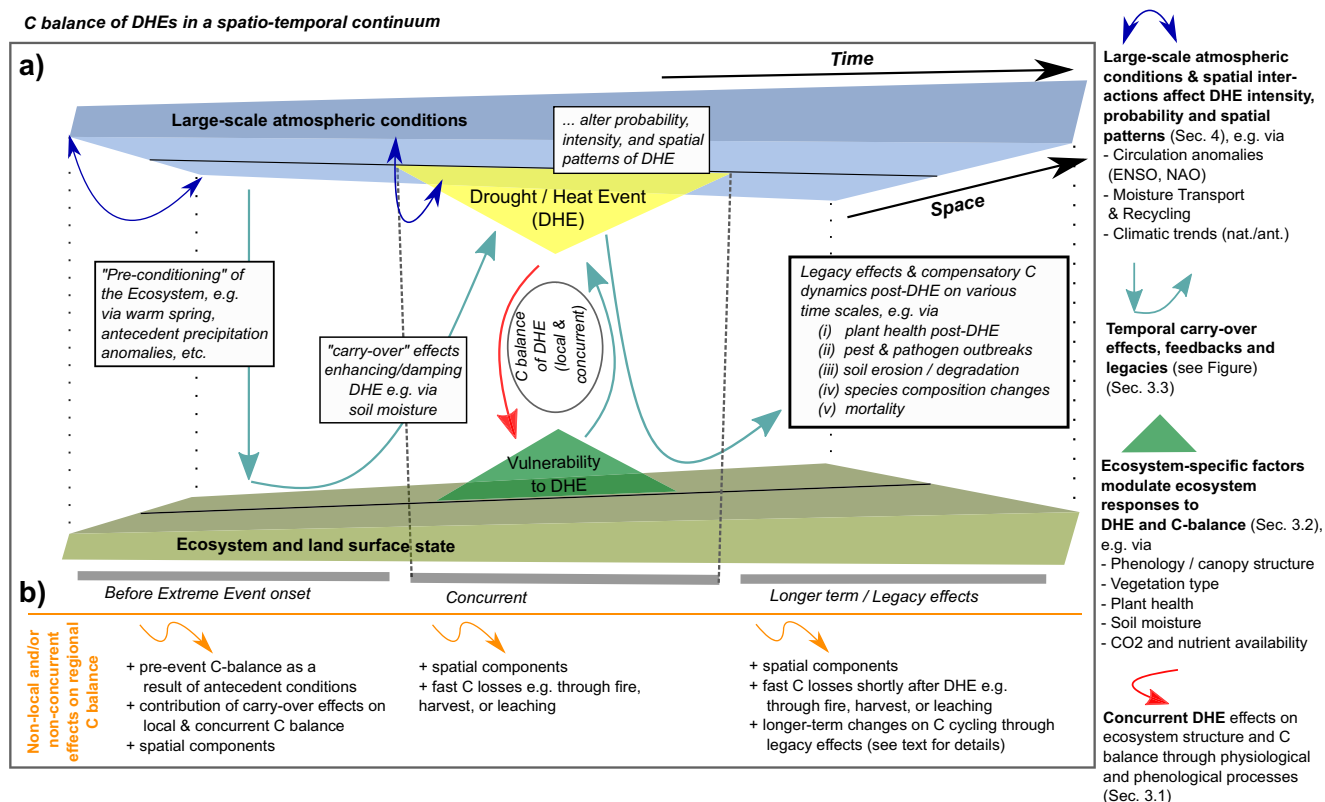 C balance of DHEs in a spatio-temporal continuum
a)
Time
Large-scale atmospheric conditions
... alter probability,
intensity, and spatial
patterns of DHE
Drought / Heat Event
(DHE)
Space
"Pre-conditioning" of
the Ecosystem, e.g.
via warm spring,
antecedent precipitation
anomalies, etc.
"carry-over" effects
enhancing/damping
DHE e.g. via
soil moisture
C balance
of DHE
(local &
concurrent)
Legacy effects & compensatory C
dynamics post-DHE on various
time scales, e.g. via
(i) plant health post-DHE
(ii) pest & pathogen outbreaks
(iii) soil erosion / degradation
(iv) species composition changes
(v) mortality
Vulnerability
to DHE
Ecosystem and land surface state
b)
Before Extreme Event onset
Concurrent
Longer term / Legacy effects
Non-local and/or
non-concurrent
effects on regional
C balance
+ pre-event C-balance as a
result of antecedent conditions
+ contribution of carry-over effects on
local & concurrent C balance
+ spatial components
+ spatial components
+ fast C losses e.g. through fire,
harvest, or leaching
+ spatial components
+ fast C losses shortly after DHE e.g.
through fire, harvest, or leaching
+ longer-term changes on C cycling through
legacy effects (see text for details)
Large-scale atmospheric
conditions & spatial inter-
actions affect DHE intensity,
probability and spatial
patterns (Sec. 4), e.g. via
- Circulation anomalies
(ENSO, NAO)
- Moisture Transport
& Recycling
- Climatic trends (nat./ant.)
Temporal carry-over
effects, feedbacks and
legacies (see Figure)
(Sec. 3.3)
Ecosystem-specific factors
modulate ecosystem
responses to
DHE and C-balance (Sec. 3.2),
e.g. via
- Phenology / canopy structure
- Vegetation type
- Plant health
- Soil moisture
- CO2 and nutrient availability
Concurrent DHE effects on
ecosystem structure and C
balance through physiological
and phenological processes
(Sec. 3.1)